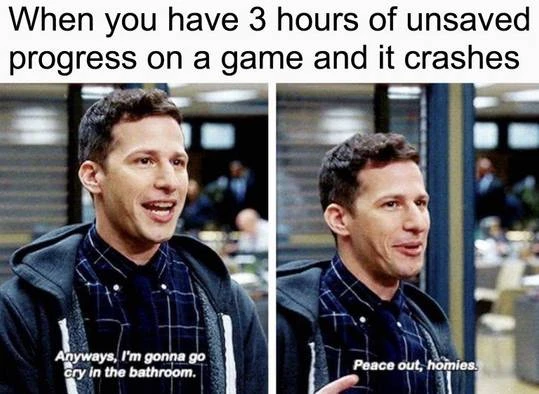 When you have 3 hours of unsaved
progress on a game and it crashes
Anyways, I'm gonna go
cry in the bathroom.
Peace out, homies.